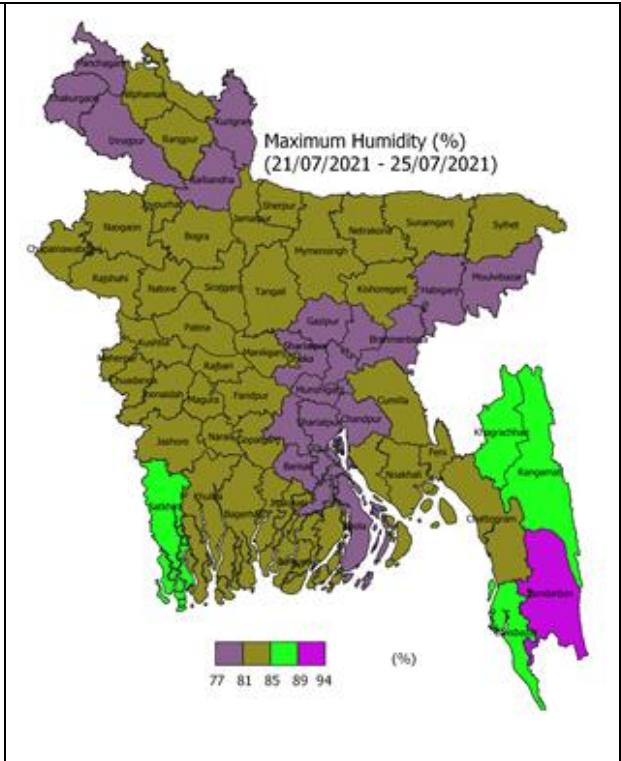 Panchagarh
Nilphamari
Thakurgaon
Kurigram
Dinajpur
Rangpur
Maximum Humidity (%)
(21/07/2021 - 25/07/2021)
Gaibandha
Joypurhat
Sherpur
Jamalpur
Naogaon
Sunamganj
Sylhet
Netrakona
Bogra
Mymensingh
Chapainawabganj
Rajshahi
Natore
Sirajganj
Tangail
Kishoreganj
Habiganj
Moulvibazar
Gazipur
Pabna
Brahmanbaria
Kushtia
Manikganj
Dhaka
Meherpur
Rajbari
Chuadanga
Munshiganj
Jhenaidah
Magura
Faridpur
Cumilla
Shariatpur
Chandpur
Khagrachhari
Jashore
Narail
Gopalganj
Feni
Noakhali
Rangamati
Barisal
Satkhira
Khulna
Bagerhat
Chattogram
Bhola
Bandarban
(%)
77 81 85 89 94